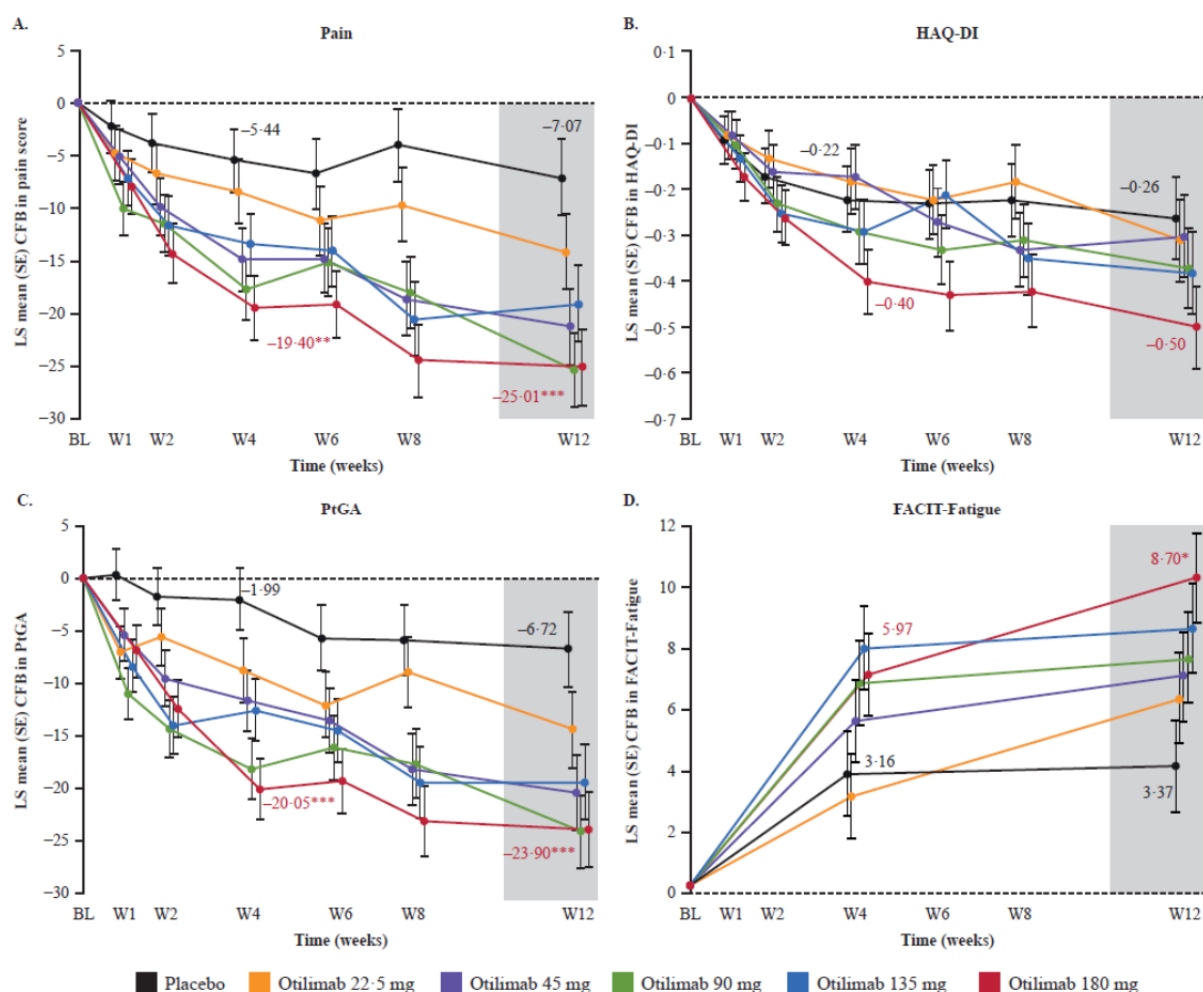 A.
Pain
LS mean (SE) CFB in pain score
5
0
–5
–10
–15
–20
–25
–30
–5·44
–7·07
–19·40**
–25·01***
BL W1 W2 W4 W6 W8 W12
Time (weeks)
B.
HAQ-DI
LS mean (SE) CFB in HAQ-DI
0·1
0
–0·1
–0·2
–0·3
–0·4
–0·5
–0·6
–0·7
–0·22
–0·26
–0·40
–0·50
BL W1 W2 W4 W6 W8 W12
Time (weeks)
C.
PtGA
LS mean (SE) CFB in PtGA
5
0
–5
–10
–15
–20
–25
–30
–1·99
–6·72
–20·05***
–23·90***
BL W1 W2 W4 W6 W8 W12
Time (weeks)
D.
FACIT-Fatigue
LS mean (SE) CFB in FACIT-Fatigue
12
10
8
6
4
2
0
8·70*
5·97
3·16
3·37
BL W1 W2 W4 W6 W8 W12
Time (weeks)
Placebo Otilimab 22·5 mg Otilimab 45 mg Otilimab 90 mg Otilimab 135 mg Otilimab 180 mg